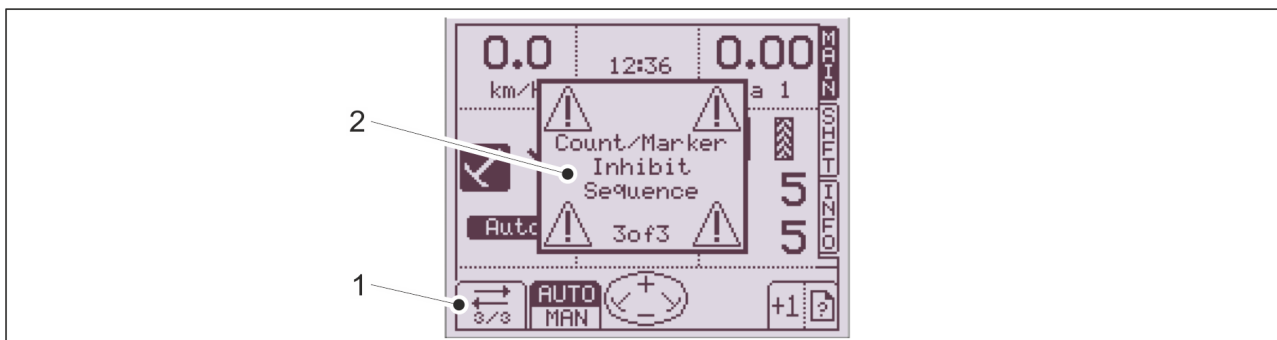 0.0
12:36
0.00
km/h
a 1
MAIN
SHFT
INFO
2
Count/Marker
Inhibit
Sequence
3of3
5
Auto
5
1
3/3
AUTO
MAN
+
-
+1
?